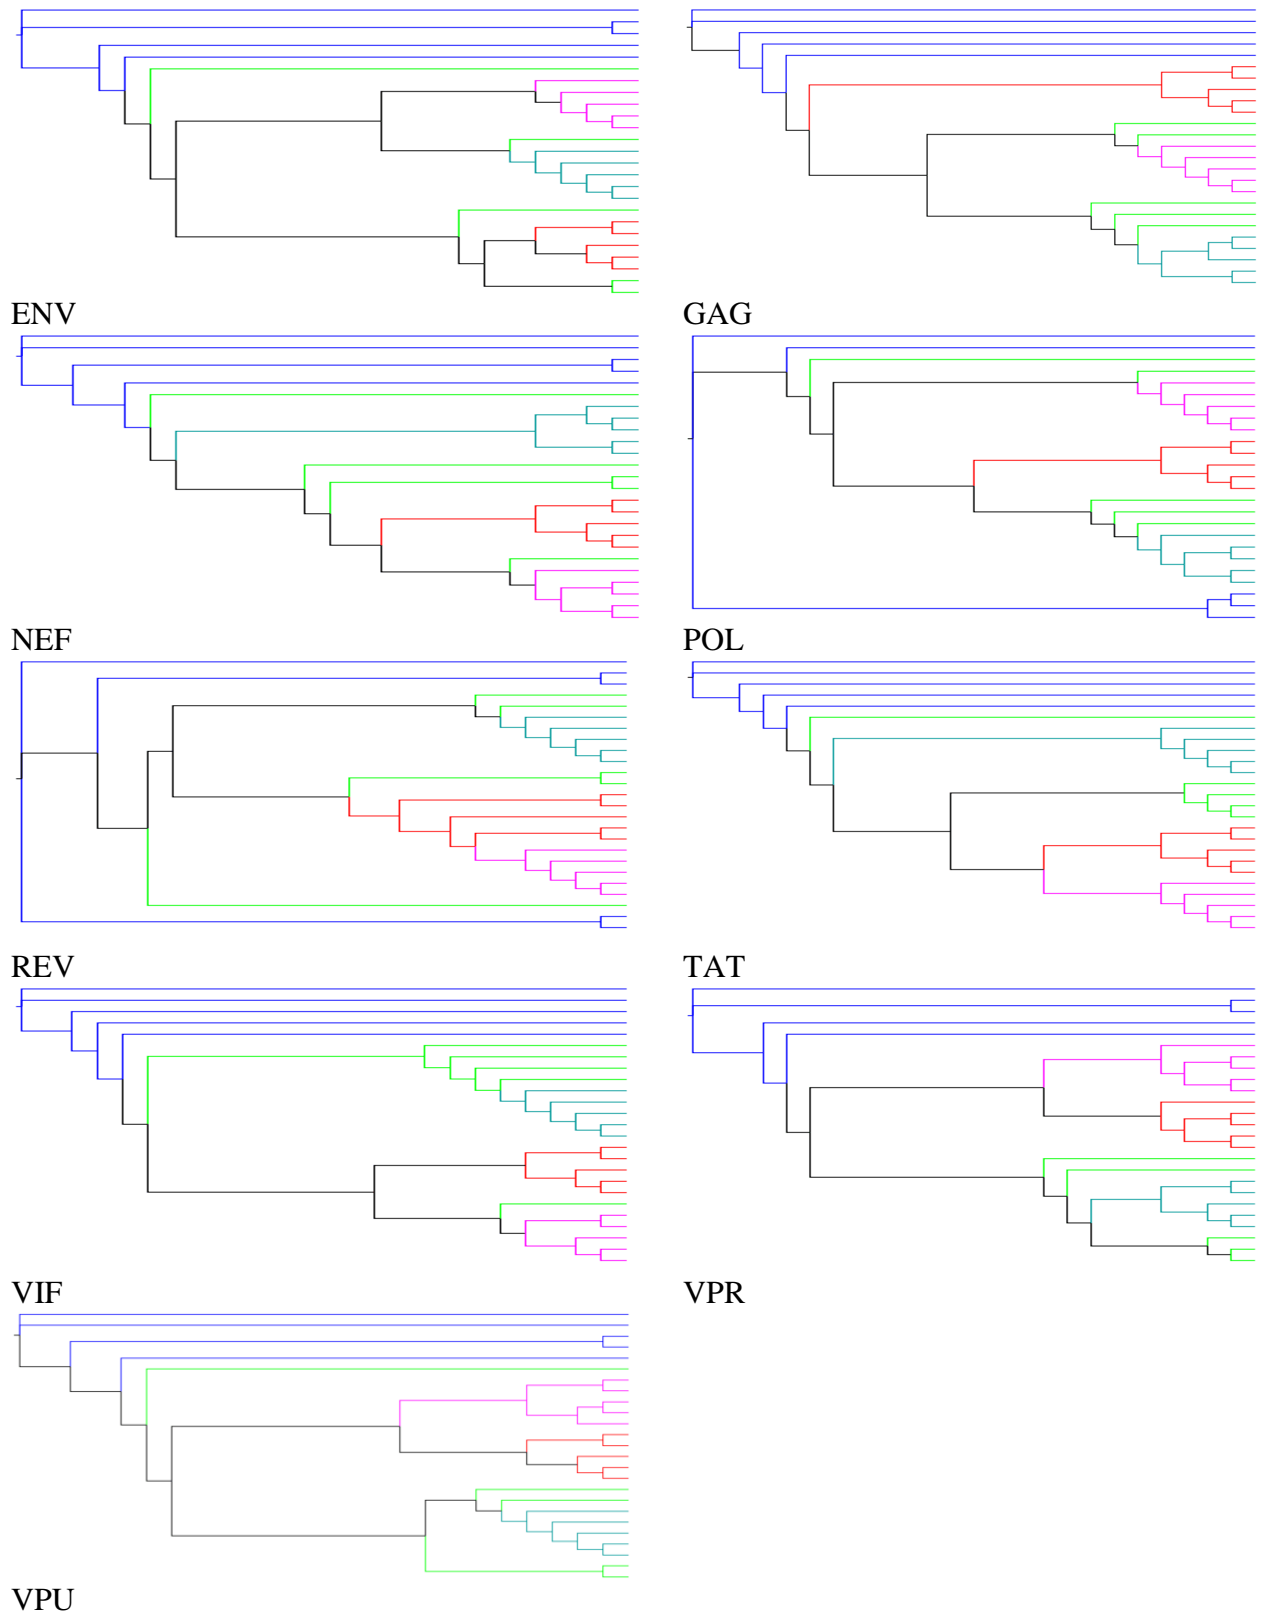 ENV
GAG
NEF
POL
REV
TAT
VIF
VPR
VPU